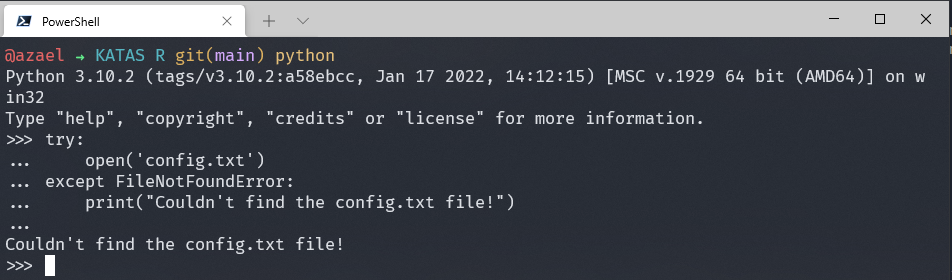 PowerShell
@azael → KATAS R git(main) python
Python 3.10.2 (tags/v3.10.2:a58ebcc, Jan 17 2022, 14:12:15) [MSC v.1929 64 bit (AMD64)] on w
in32
Type "help", "copyright", "credits" or "license" for more information.
>>> try:
...     open('config.txt')
... except FileNotFoundError:
...     print("Couldn't find the config.txt file!")
...
Couldn't find the config.txt file!
>>>